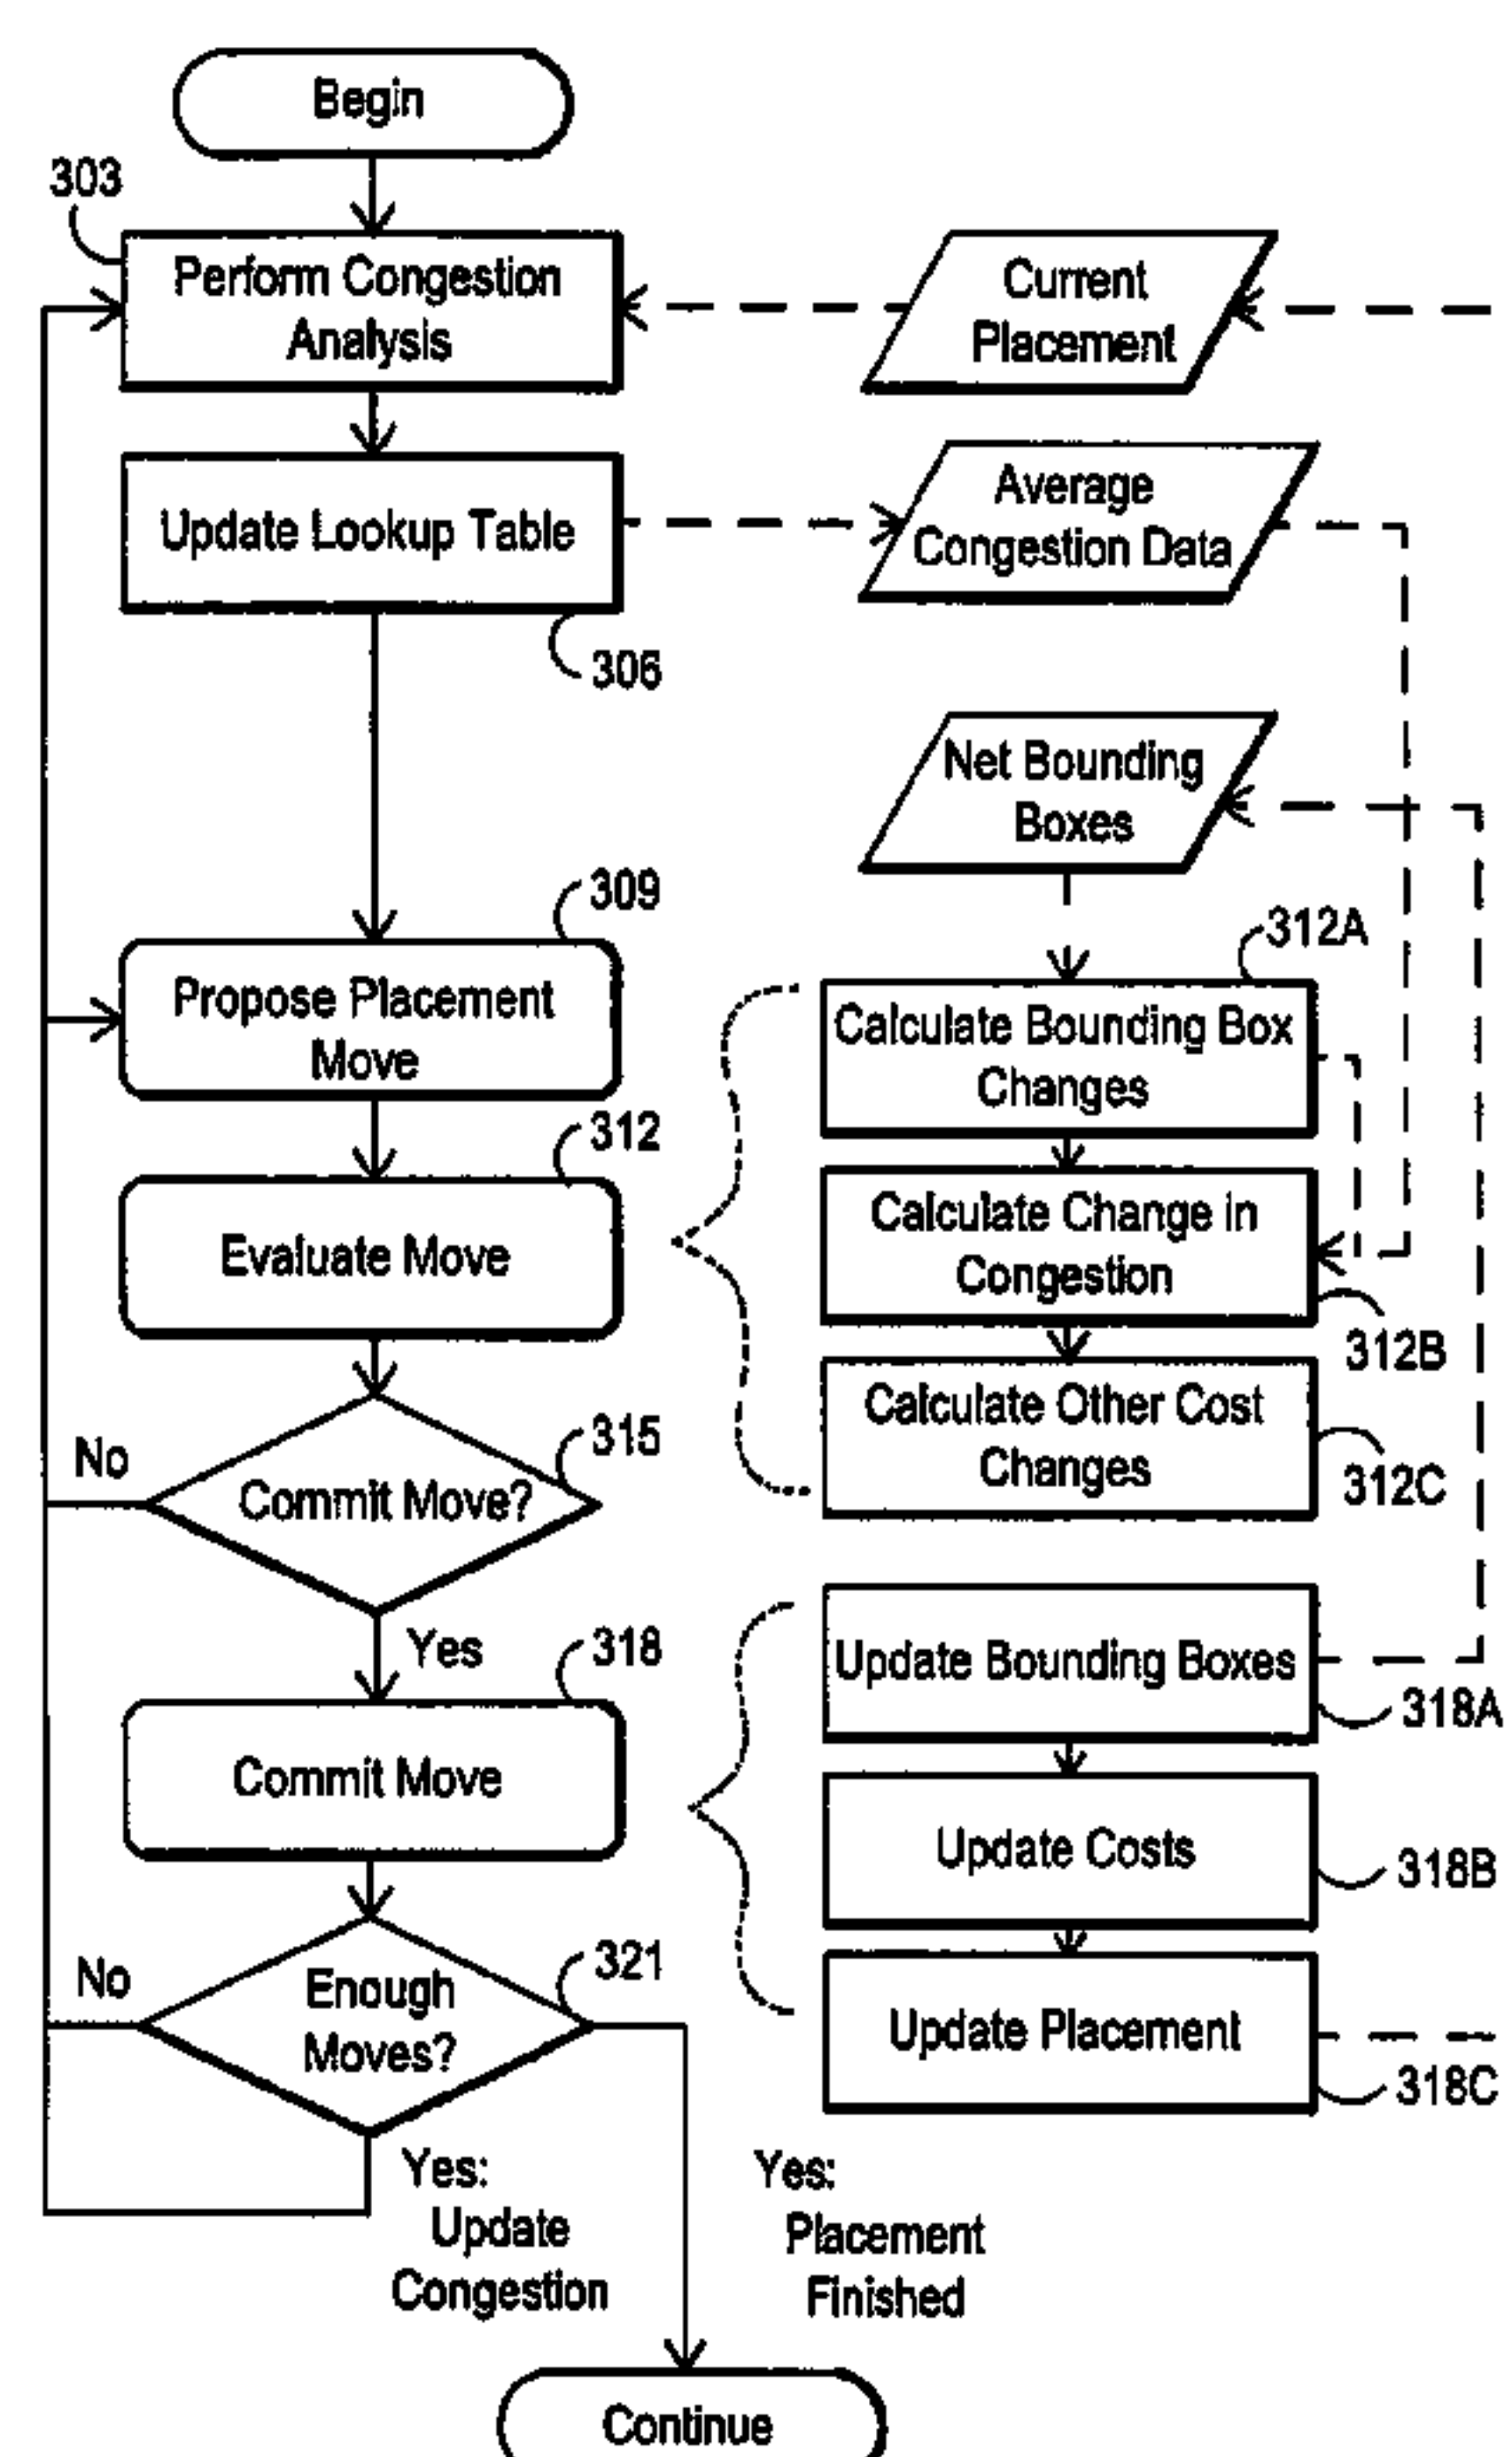 Begin
303
Perform Congestion
Analysis
Current
Placement
Update Lookup Table
306
Average
Congestion Data
Net Bounding
Boxes
309
Propose Placement
Move
312A
Calculate Bounding Box
Changes
312
Evaluate Move
Calculate Change in
Congestion
312B
Calculate Other Cost
Changes
312C
315
No
Commit Move?
Yes
318
Commit Move
Update Bounding Boxes
318A
Update Costs
318B
Update Placement
318C
321
No
Enough
Moves?
Yes:
Update
Congestion
Yes:
Placement
Finished
Continue